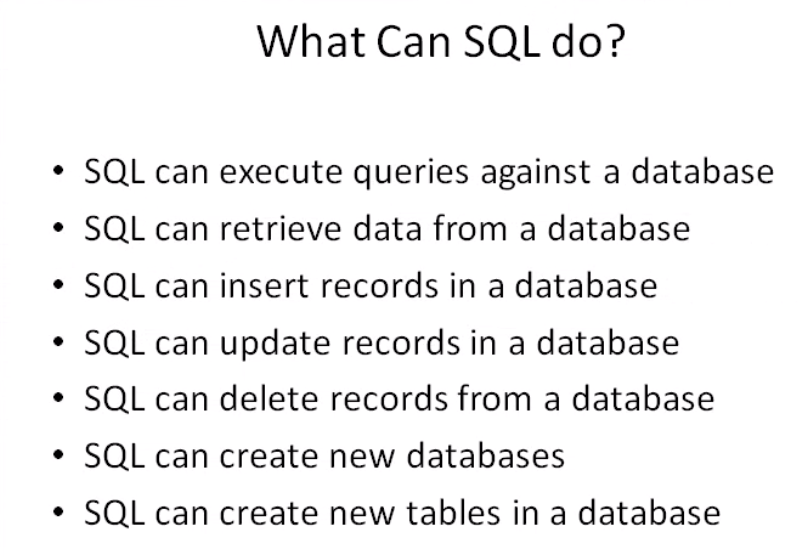 What Can SQL do?
• SQL can execute queries against a database
• SQL can retrieve data from a database
• SQL can insert records in a database
• SQL can update records in a database
• SQL can delete records from a database
• SQL can create new databases
• SQL can create new tables in a database